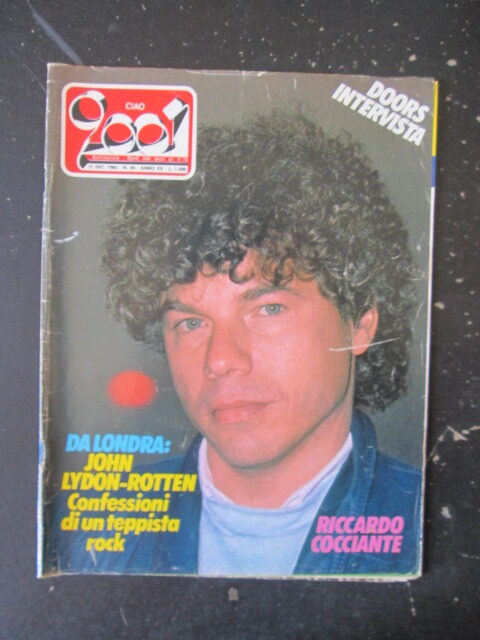 CIAO
2001
DOORS
INTERVISTA
DA LONDRA:
JOHN
LYDON-ROTTEN
Confessioni
di un teppista
rock
RICCARDO
COCCIANTE